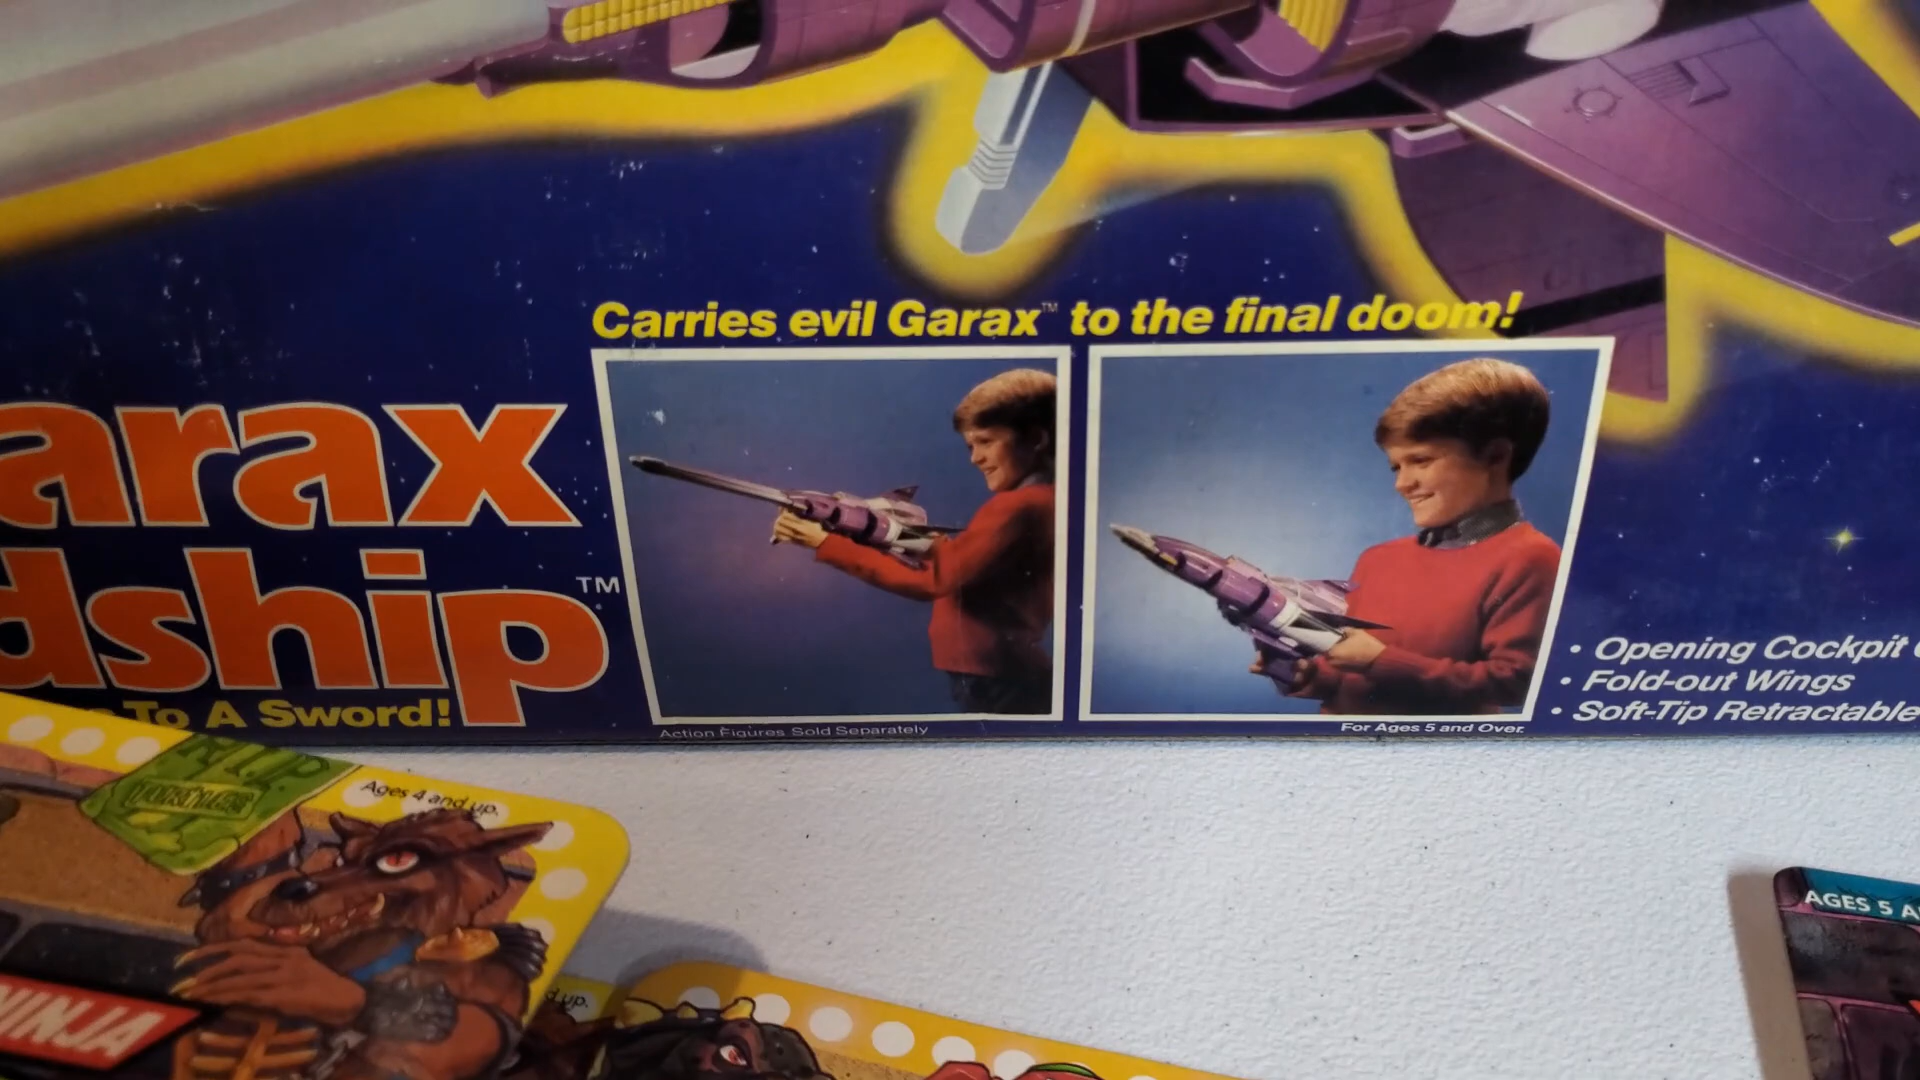 Carries evil Garax™ to the final doom!
arax
dship™
To A Sword!
Action Figures Sold Separately
For Ages 5 and Over.
• Opening Cockpit
• Fold-out Wings
• Soft-Tip Retractable
R.I.P
Ages 4 and up.
NINJA
d up.
AGES 5 A